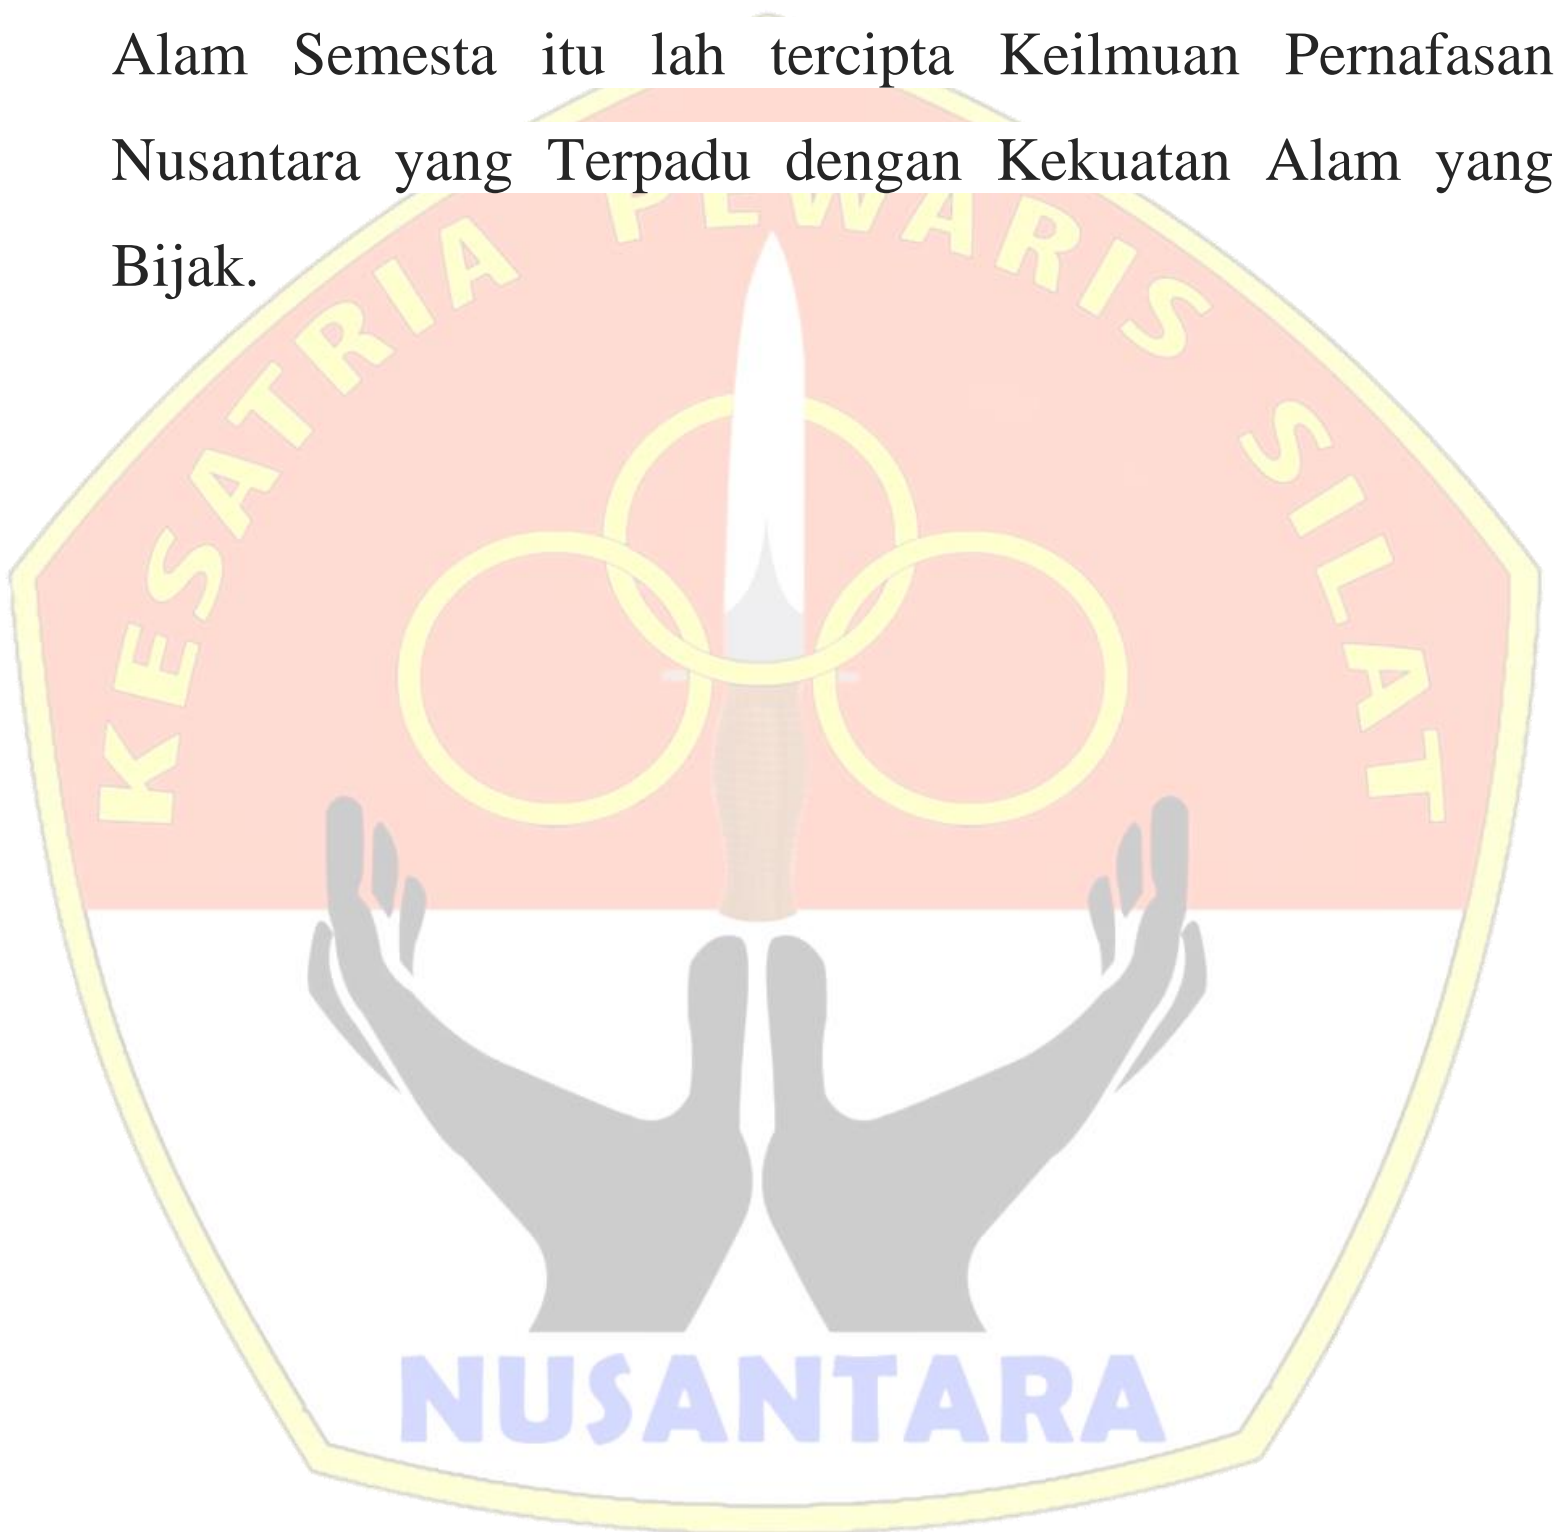 Alam Semesta itu lah tercipta Keilmuan Pernafasan
Nusantara yang Terpadu dengan Kekuatan Alam yang
Bijak.
KESATRIA PEWARIS SILAT
NUSANTARA